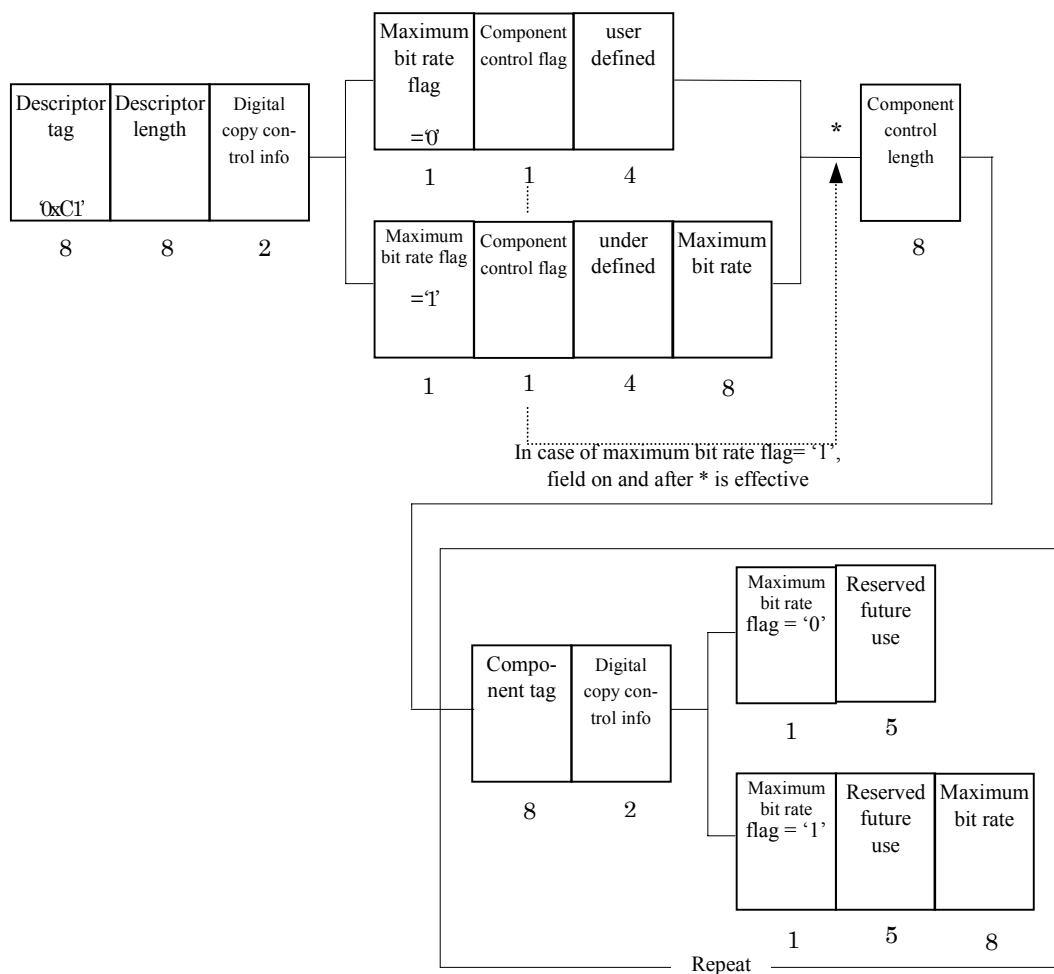 Descriptor
tag
‘0xC1’
8
Descriptor
length
8
Digital
copy con-
trol info
2
Maximum
bit rate
flag
=‘0’
1
Component
control flag
1
user
defined
4
Maximum
bit rate flag
=‘1’
1
Component
control flag
1
under
defined
4
Maximum
bit rate
8
*
Component
control
length
8
In case of maximum bit rate flag= ‘1’,
field on and after * is effective
Compo-
nent tag
8
Digital
copy con-
trol info
2
Maximum
bit rate
flag = ‘0’
1
Reserved
future
use
5
Maximum
bit rate
flag = ‘1’
1
Reserved
future
use
5
Maximum
bit rate
8
Repeat